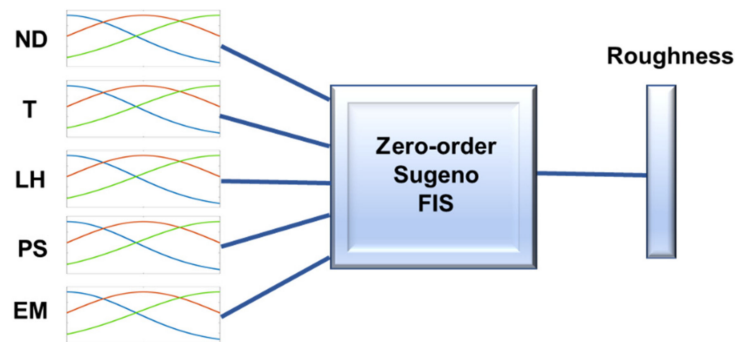 ND
T
LH
PS
EM
Zero-order
Sugeno
FIS
Roughness